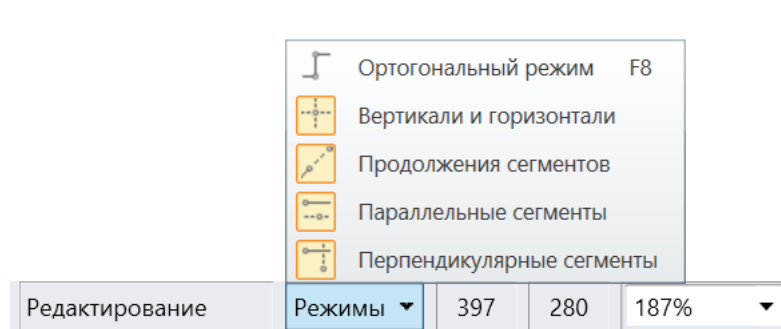 Ортогональный режим F8
Вертикали и горизонтали
Продолжения сегментов
Параллельные сегменты
Перпендикулярные сегменты
Редактирование Режимы 397 280 187%